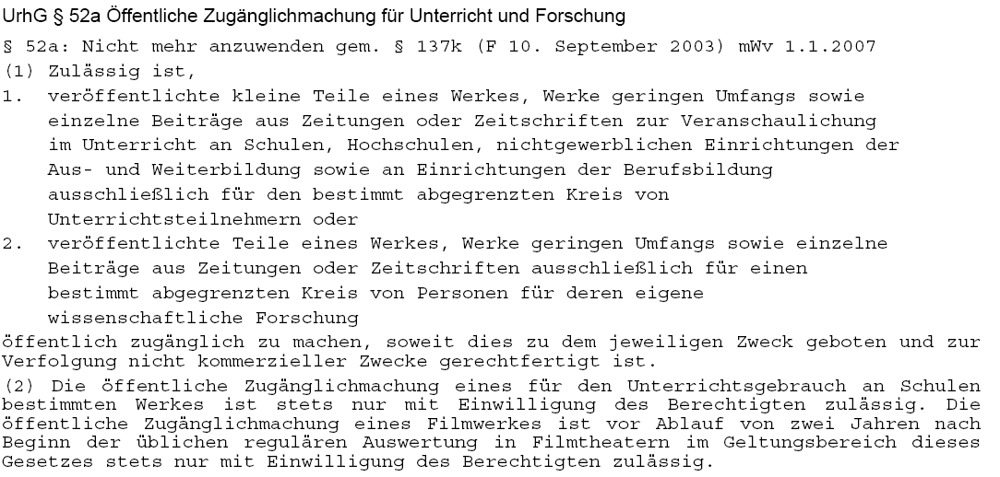 UrhG § 52a Öffentliche Zugänglichmachung für Unterricht und Forschung
§ 52a: Nicht mehr anzuwenden gem. § 137k (F 10. September 2003) mWv 1.1.2007
(1) Zulässig ist,
1. veröffentlichte kleine Teile eines Werkes, Werke geringen Umfangs sowie
einzelne Beiträge aus Zeitungen oder Zeitschriften zur Veranschaulichung
im Unterricht an Schulen, Hochschulen, nichtgewerblichen Einrichtungen der
Aus- und Weiterbildung sowie an Einrichtungen der Berufsbildung
ausschließlich für den bestimmt abgegrenzten Kreis von
Unterrichtsteilnehmern oder
2. veröffentlichte Teile eines Werkes, Werke geringen Umfangs sowie einzelne
Beiträge aus Zeitungen oder Zeitschriften ausschließlich für einen
bestimmt abgegrenzten Kreis von Personen für deren eigene
wissenschaftliche Forschung
öffentlich zugänglich zu machen, soweit dies zu dem jeweiligen Zweck geboten und zur
Verfolgung nicht kommerzieller Zwecke gerechtfertigt ist.
(2) Die öffentliche Zugänglichmachung eines für den Unterrichtsgebrauch an Schulen
bestimmten Werkes ist stets nur mit Einwilligung des Berechtigten zulässig. Die
öffentliche Zugänglichmachung eines Filmwerkes ist vor Ablauf von zwei Jahren nach
Beginn der üblichen regulären Auswertung in Filmtheatern im Geltungsbereich dieses
Gesetzes stets nur mit Einwilligung des Berechtigten zulässig.